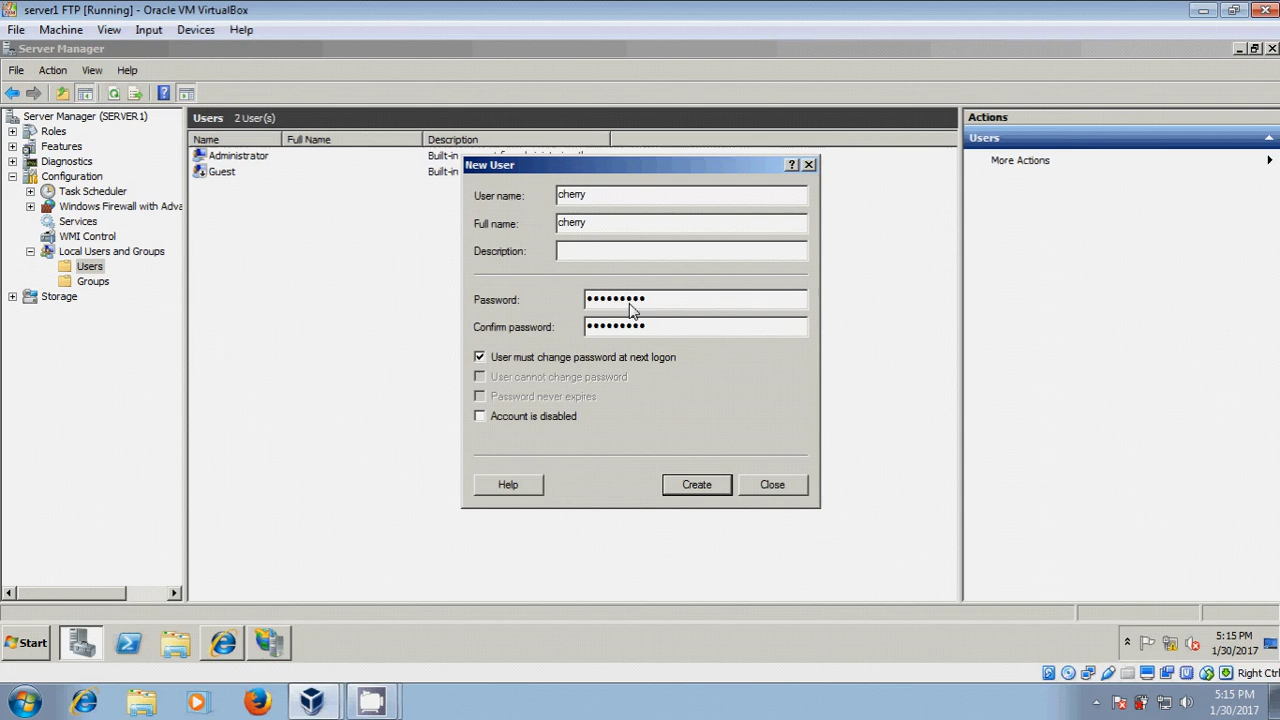 server1 FTP [Running] - Oracle VM VirtualBox
File Machine View Input Devices Help
Server Manager
File Action View Help
Server Manager (SERVER1)
Roles
Features
Diagnostics
Configuration
Task Scheduler
Windows Firewall with Adva
Services
WMI Control
Local Users and Groups
Users
Groups
Storage
Users 2 User(s)
Name Full Name Description
Administrator Built-in
Guest Built-in
New User
User name: cherry
Full name: cherry
Description:
Password: •••••••••
Confirm password: •••••••••
User must change password at next logon
User cannot change password
Password never expires
Account is disabled
Help Create Close
Actions
Users
More Actions
Start
5:15 PM
1/30/2017
Right Ctrl
5:15 PM
1/30/2017